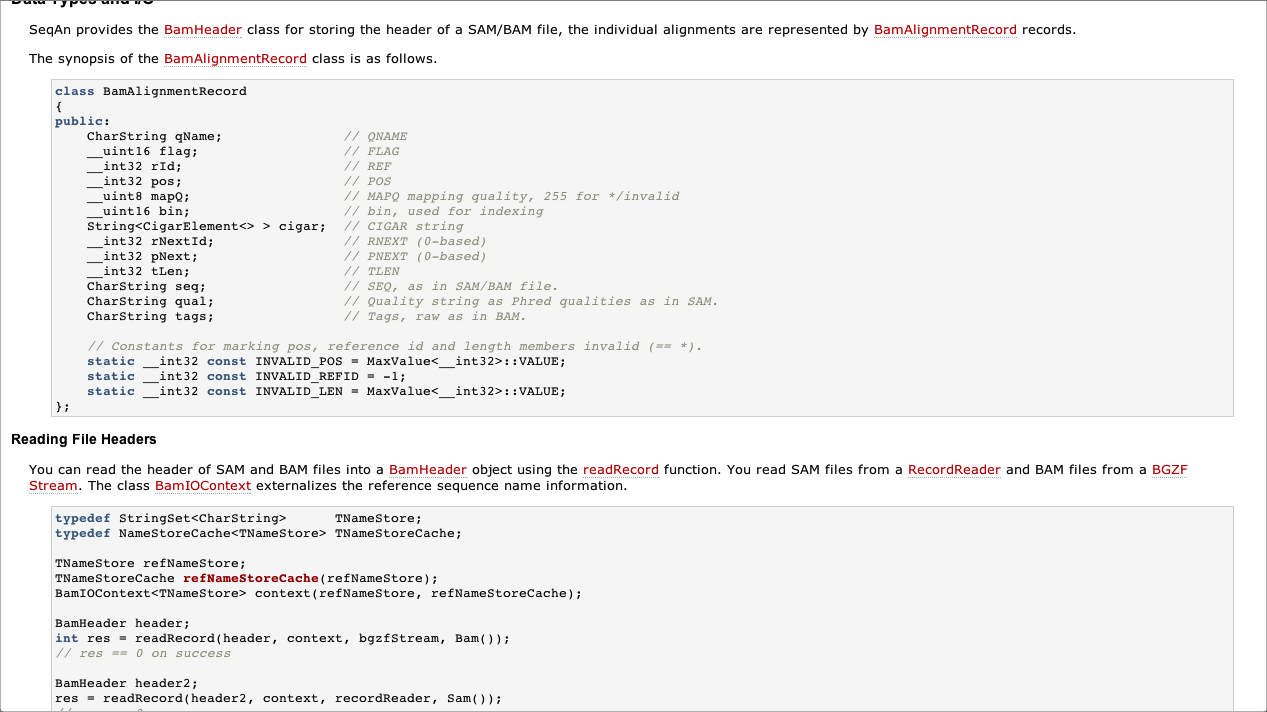 Data Types and I/O
SeqAn provides the BamHeader class for storing the header of a SAM/BAM file, the individual alignments are represented by BamAlignmentRecord records.
The synopsis of the BamAlignmentRecord class is as follows.
class BamAlignmentRecord
{
public:
    CharString qName;               // QNAME
    __uint16 flag;                  // FLAG
    __int32 rId;                    // REF
    __int32 pos;                    // POS
    __uint8 mapQ;                   // MAPQ mapping quality, 255 for */invalid
    __uint16 bin;                   // bin, used for indexing
    String<CigarElement<> > cigar;  // CIGAR string
    __int32 rNextId;                // RNEXT (0-based)
    __int32 pNext;                  // PNEXT (0-based)
    __int32 tLen;                   // TLEN
    CharString seq;                 // SEQ, as in SAM/BAM file.
    CharString qual;                // Quality string as Phred qualities as in SAM.
    CharString tags;                // Tags, raw as in BAM.
    // Constants for marking pos, reference id and length members invalid (== *).
    static __int32 const INVALID_POS = MaxValue<__int32>::VALUE;
    static __int32 const INVALID_REFID = -1;
    static __int32 const INVALID_LEN = MaxValue<__int32>::VALUE;
};
Reading File Headers
You can read the header of SAM and BAM files into a BamHeader object using the readRecord function. You read SAM files from a RecordReader and BAM files from a BGZF
Stream. The class BamIOContext externalizes the reference sequence name information.
typedef StringSet<CharString>      TNameStore;
typedef NameStoreCache<TNameStore> TNameStoreCache;
TNameStore refNameStore;
TNameStoreCache refNameStoreCache(refNameStore);
BamIOContext<TNameStore> context(refNameStore, refNameStoreCache);
BamHeader header;
int res = readRecord(header, context, bgzfStream, Bam());
// res == 0 on success
BamHeader header2;
res = readRecord(header2, context, recordReader, Sam());